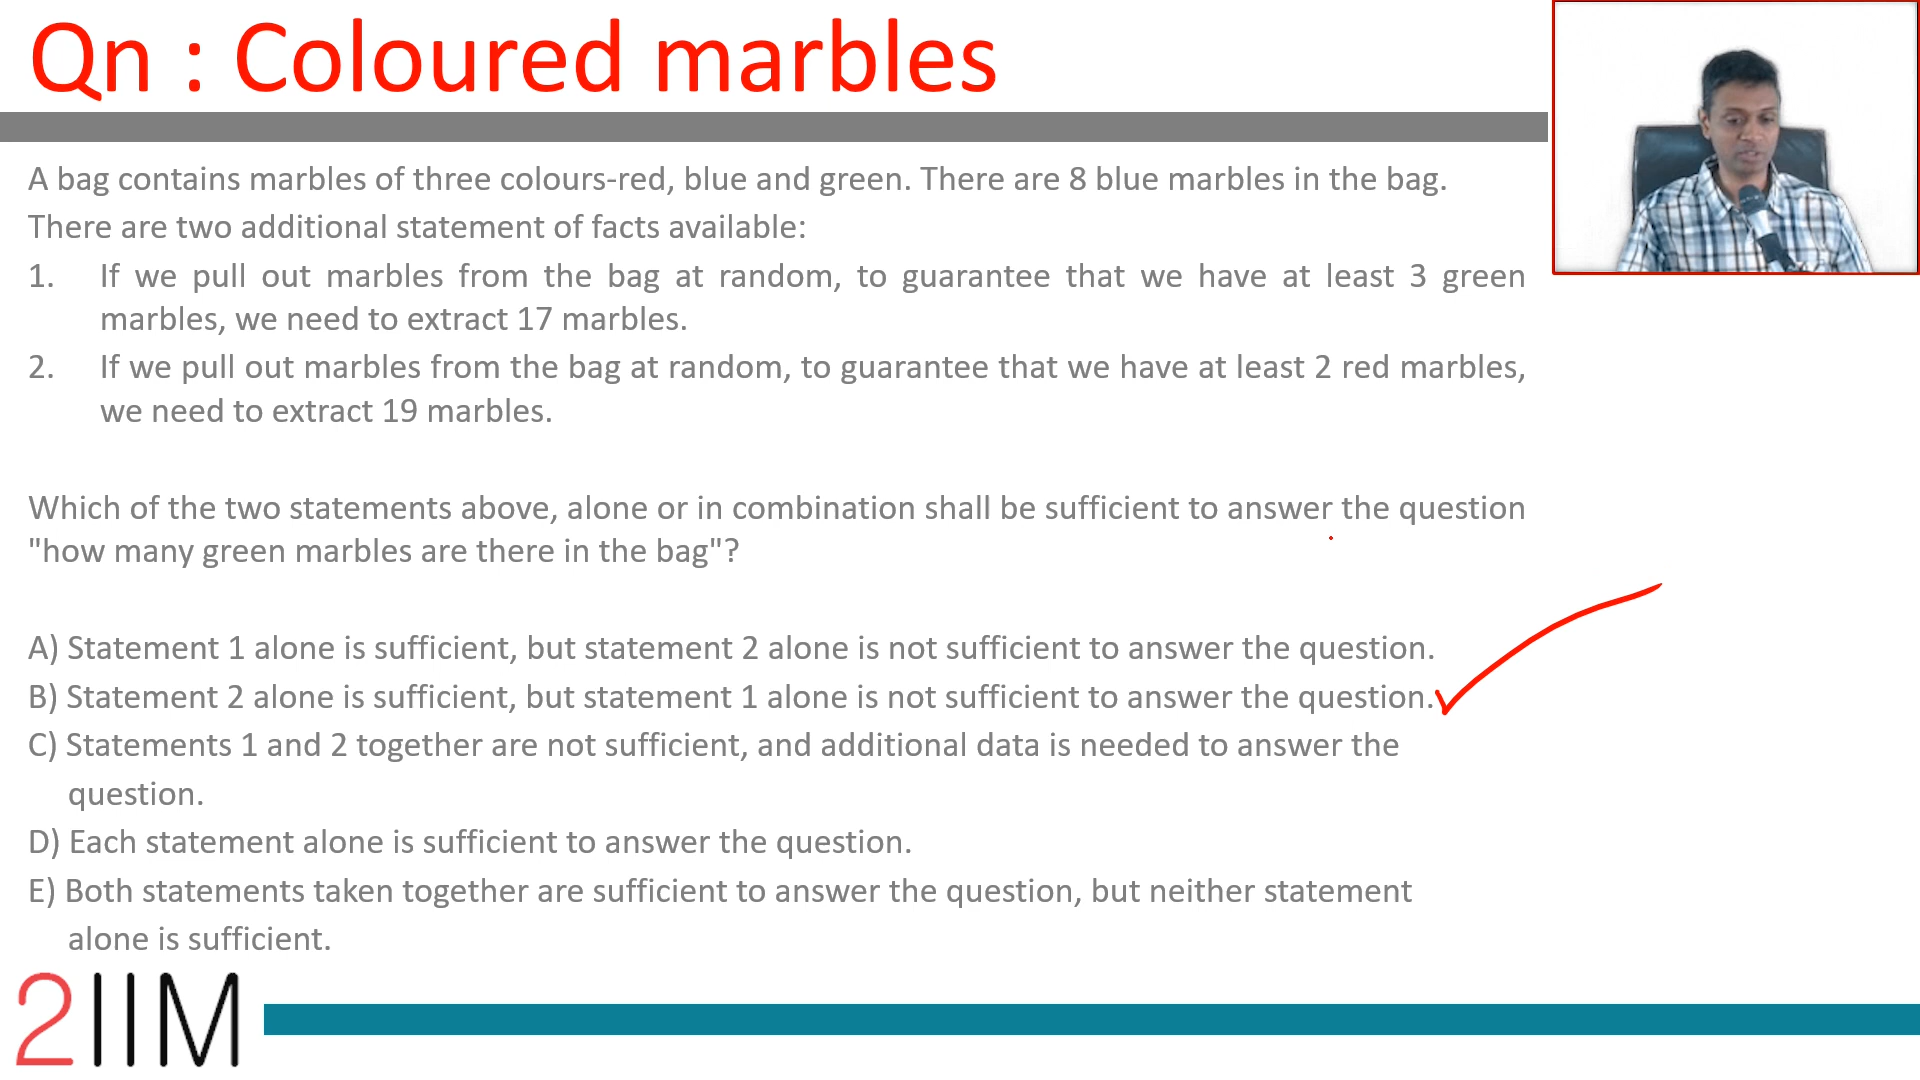 Qn : Coloured marbles
A bag contains marbles of three colours-red, blue and green. There are 8 blue marbles in the bag.
There are two additional statement of facts available:
1. If we pull out marbles from the bag at random, to guarantee that we have at least 3 green
marbles, we need to extract 17 marbles.
2. If we pull out marbles from the bag at random, to guarantee that we have at least 2 red marbles,
we need to extract 19 marbles.
Which of the two statements above, alone or in combination shall be sufficient to answer the question
"how many green marbles are there in the bag"?
A) Statement 1 alone is sufficient, but statement 2 alone is not sufficient to answer the question.
B) Statement 2 alone is sufficient, but statement 1 alone is not sufficient to answer the question.
C) Statements 1 and 2 together are not sufficient, and additional data is needed to answer the
question.
D) Each statement alone is sufficient to answer the question.
E) Both statements taken together are sufficient to answer the question, but neither statement
alone is sufficient.
2IIM